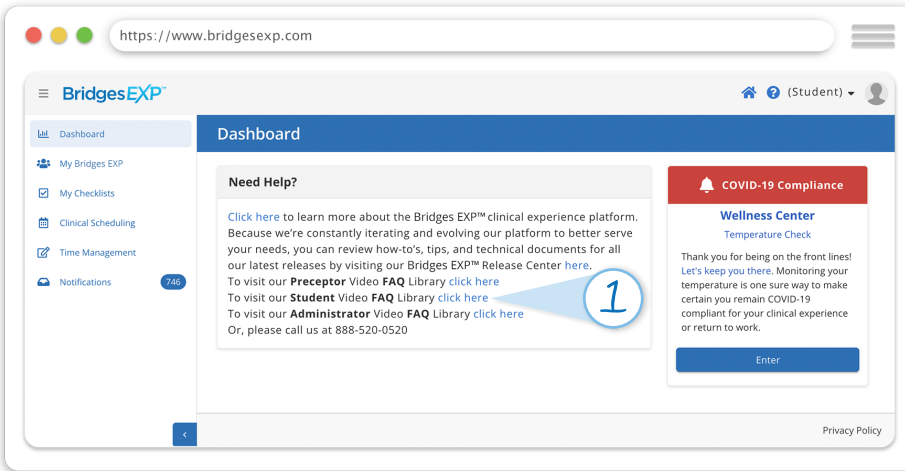 https://www.bridgesexp.com
BridgesEXP™
(Student)
Dashboard
My Bridges EXP
My Checklists
Clinical Scheduling
Time Management
Notifications
746
Dashboard
Need Help?
Click here to learn more about the Bridges EXP™ clinical experience platform.
Because we're constantly iterating and evolving our platform to better serve
your needs, you can review how-to's, tips, and technical documents for all
our latest releases by visiting our Bridges EXP™ Release Center here.
To visit our Preceptor Video FAQ Library click here
To visit our Student Video FAQ Library click here
To visit our Administrator Video FAQ Library click here
Or, please call us at 888-520-0520
1
COVID-19 Compliance
Wellness Center
Temperature Check
Thank you for being on the front lines!
Let's keep you there. Monitoring your
temperature is one sure way to make
certain you remain COVID-19
compliant for your clinical experience
or return to work.
Enter
Privacy Policy